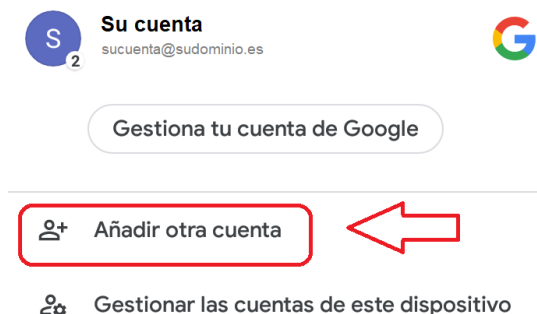 S
2
Su cuenta
sucuenta@sudominio.es
G
Gestiona tu cuenta de Google
Añadir otra cuenta
Gestionar las cuentas de este dispositivo